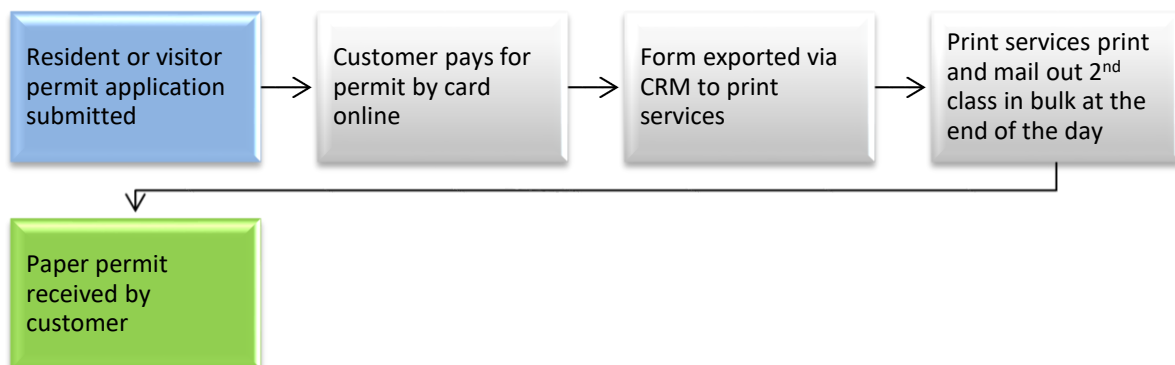 Resident or visitor
permit application
submitted
Customer pays for
permit by card
online
Form exported via
CRM to print
services
Print services print
and mail out 2nd
class in bulk at the
end of the day
Paper permit
received by
customer